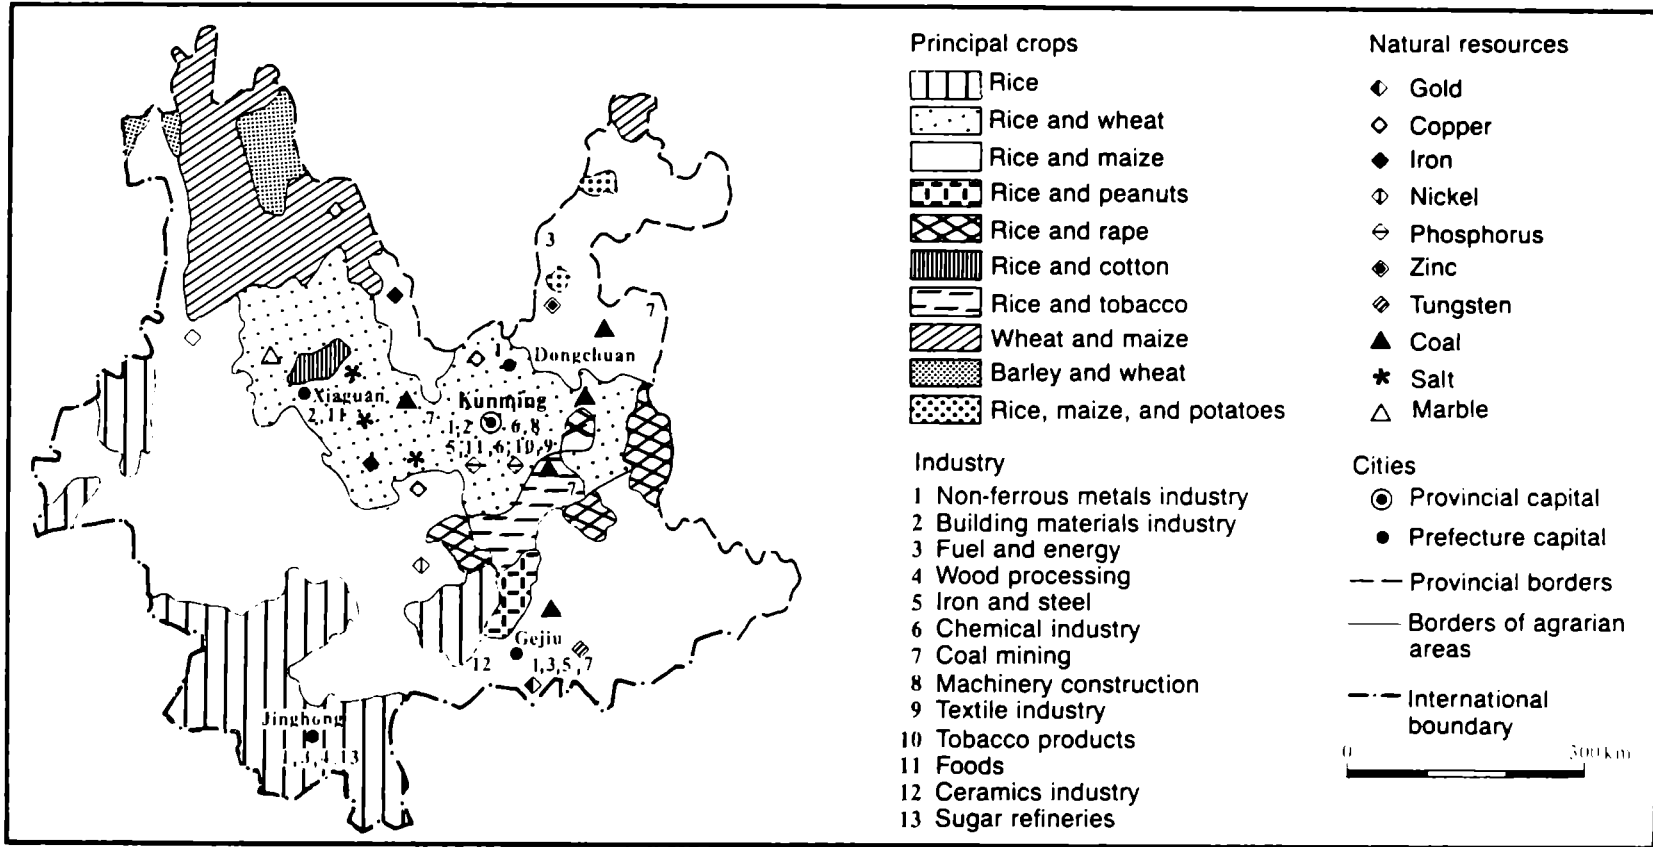 3
7
1
Dongchuan
Xiaguan
2,11
7
Kunming
1,2 6,8
5,11,6,10,9
7
Gejiu
12
1,3,5,7
Jinghong
1,3,4,13
Principal crops
Rice
Rice and wheat
Rice and maize
Rice and peanuts
Rice and rape
Rice and cotton
Rice and tobacco
Wheat and maize
Barley and wheat
Rice, maize, and potatoes
Industry
1 Non-ferrous metals industry
2 Building materials industry
3 Fuel and energy
4 Wood processing
5 Iron and steel
6 Chemical industry
7 Coal mining
8 Machinery construction
9 Textile industry
10 Tobacco products
11 Foods
12 Ceramics industry
13 Sugar refineries
Natural resources
Gold
Copper
Iron
Nickel
Phosphorus
Zinc
Tungsten
Coal
Salt
Marble
Cities
Provincial capital
Prefecture capital
Provincial borders
Borders of agrarian
areas
International
boundary
0 300 km